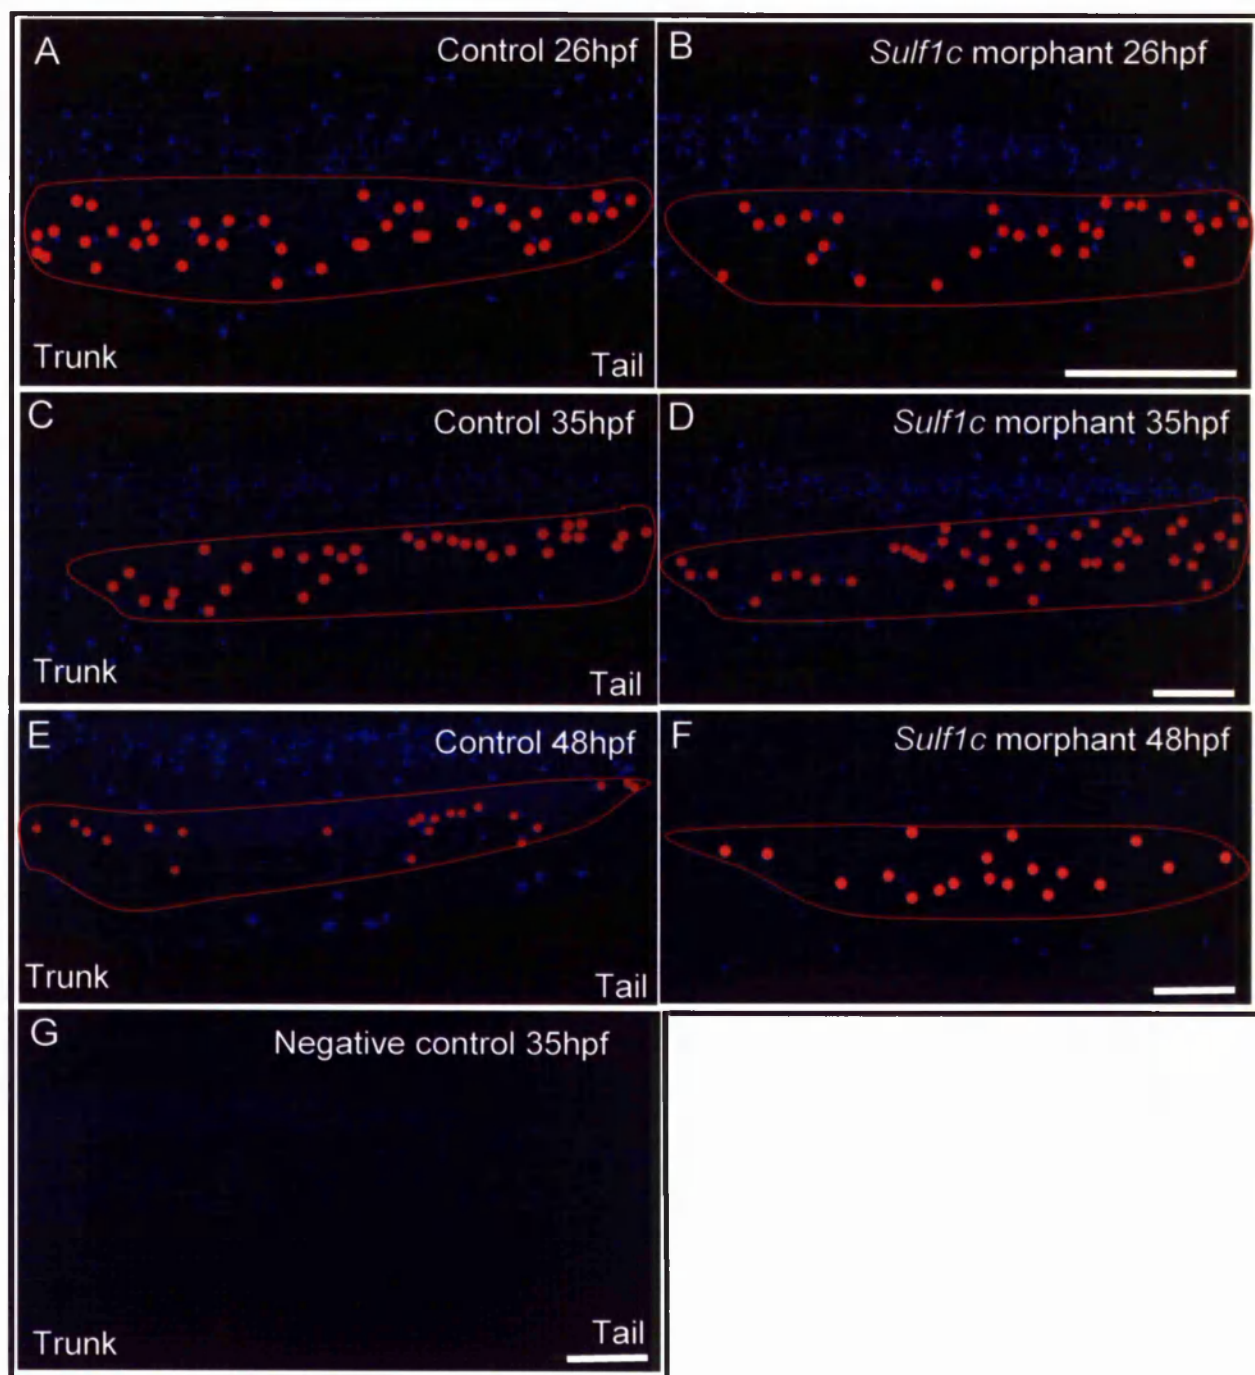 A
Control 26hpf
Trunk
Tail
B
Sulf1c morphant 26hpf
C
Control 35hpf
Trunk
Tail
D
Sulf1c morphant 35hpf
E
Control 48hpf
Trunk
Tail
F
Sulf1c morphant 48hpf
G
Negative control 35hpf
Trunk
Tail